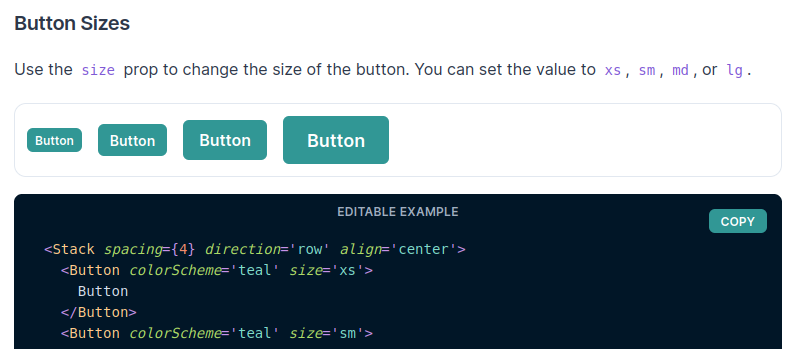 Button Sizes
Use the size prop to change the size of the button. You can set the value to xs, sm, md, or lg.
Button Button Button Button
EDITABLE EXAMPLE
COPY
<Stack spacing={4} direction='row' align='center'>
  <Button colorScheme='teal' size='xs'>
    Button
  </Button>
  <Button colorScheme='teal' size='sm'>